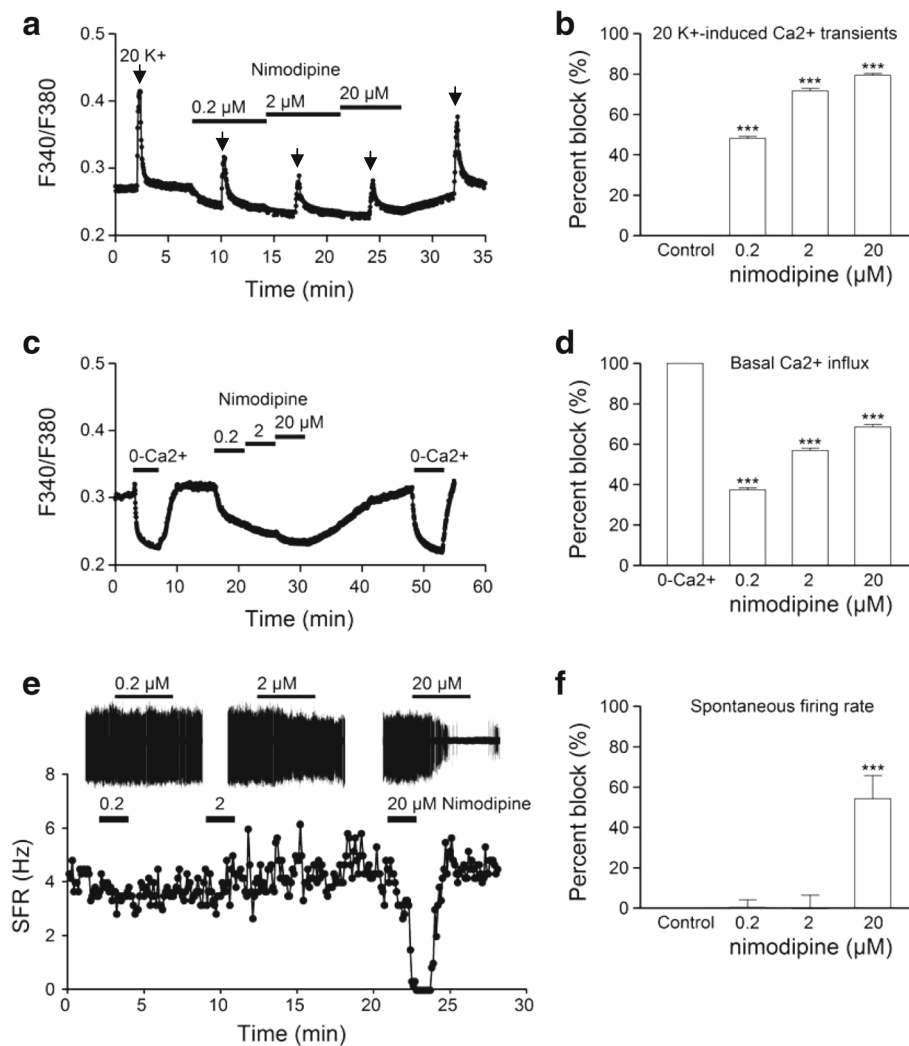 a
0.5
0.4
0.3
0.2
F340/F380
20 K+
Nimodipine
0.2 µM
2 µM
20 µM
0 5 10 15 20 25 30 35
Time (min)
b
20 K+-induced Ca2+ transients
100
80
60
40
20
0
Percent block (%)
***
***
***
Control 0.2 2 20
nimodipine (µM)
c
0.5
0.4
0.3
0.2
F340/F380
Nimodipine
0.2
2
20 µM
0-Ca2+
0-Ca2+
0 10 20 30 40 50 60
Time (min)
d
Basal Ca2+ influx
100
80
60
40
20
0
Percent block (%)
***
***
***
0-Ca2+ 0.2 2 20
nimodipine (µM)
e
0.2 µM
2 µM
20 µM
8
6
4
2
0
SFR (Hz)
0.2
2
20 µM Nimodipine
0 5 10 15 20 25 30
Time (min)
f
Spontaneous firing rate
100
80
60
40
20
0
Percent block (%)
***
Control 0.2 2 20
nimodipine (µM)